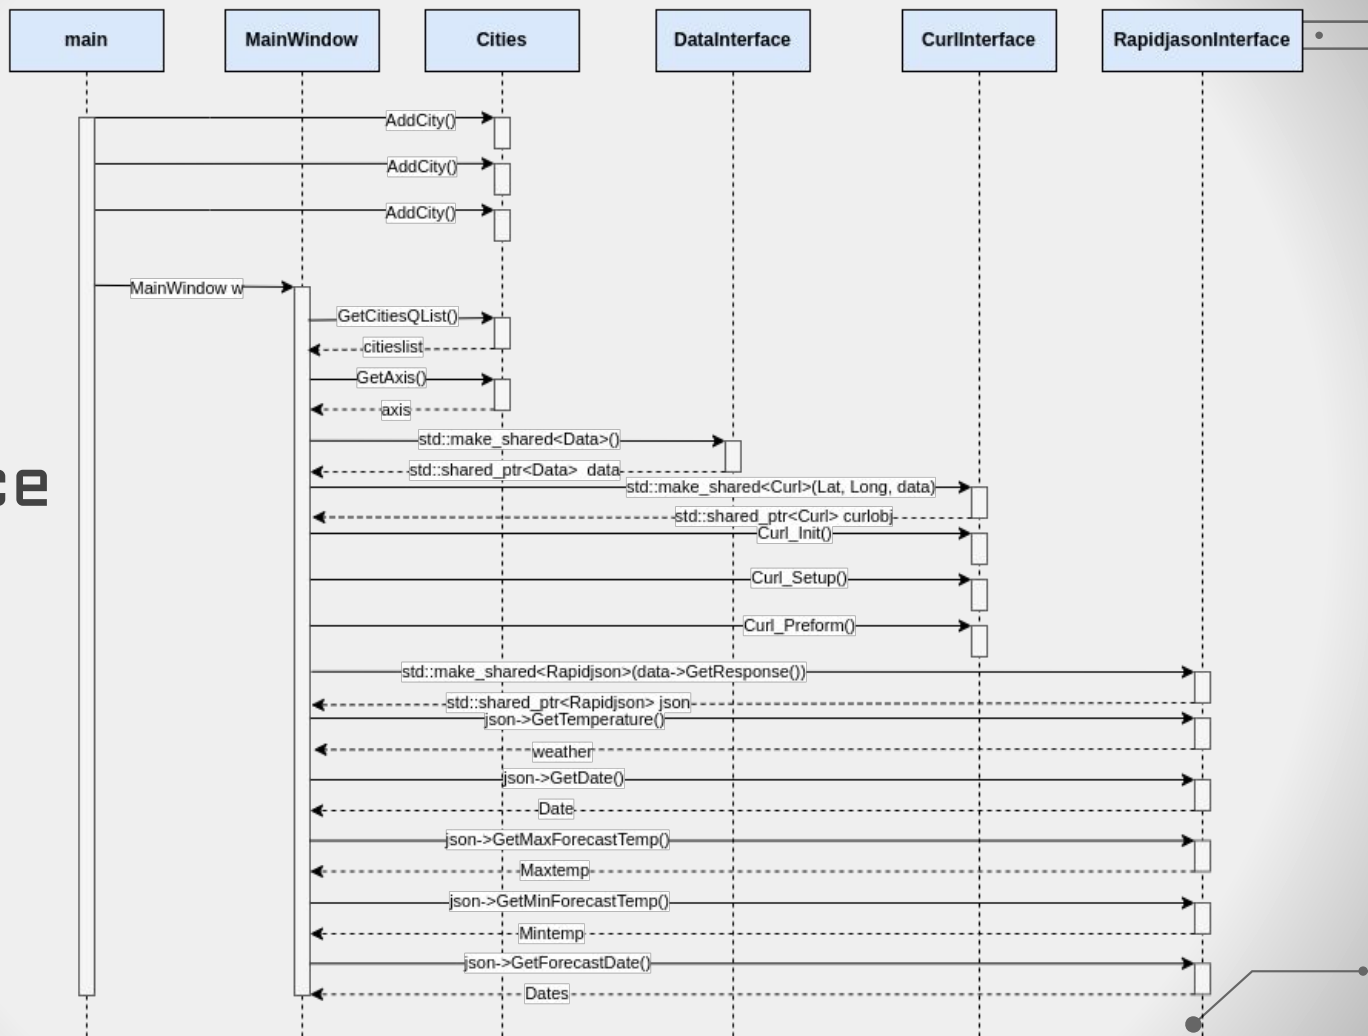 main
MainWindow
Cities
DataInterface
CurlInterface
RapidjasonInterface
AddCity()
AddCity()
AddCity()
MainWindow w
GetCitiesQList()
citieslist
GetAxis()
axis
std::make_shared<Data>()
std::shared_ptr<Data>  data
ce
std::make_shared<Curl>(Lat, Long, data)
std::shared_ptr<Curl> curlobj
Curl_Init()
Curl_Setup()
Curl_Preform()
std::make_shared<Rapidjson>(data->GetResponse())
std::shared_ptr<Rapidjson> json
json->GetTemperature()
weather
json->GetDate()
Date
json->GetMaxForecastTemp()
Maxtemp
json->GetMinForecastTemp()
Mintemp
json->GetForecastDate()
Dates